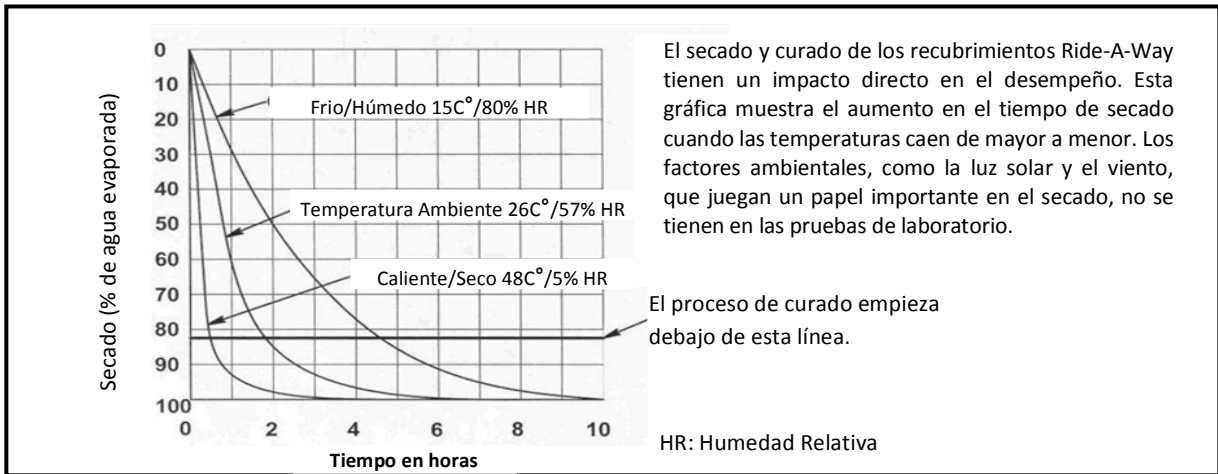 Secado (% de agua evaporada)
0
10
20
30
40
50
60
70
80
90
100
Frio/Húmedo 15C°/80% HR
Temperatura Ambiente 26C°/57% HR
Caliente/Seco 48C°/5% HR
0 2 4 6 8 10
Tiempo en horas
El secado y curado de los recubrimientos Ride-A-Way
tienen un impacto directo en el desempeño. Esta
gráfica muestra el aumento en el tiempo de secado
cuando las temperaturas caen de mayor a menor. Los
factores ambientales, como la luz solar y el viento,
que juegan un papel importante en el secado, no se
tienen en las pruebas de laboratorio.
El proceso de curado empieza
debajo de esta línea.
HR: Humedad Relativa